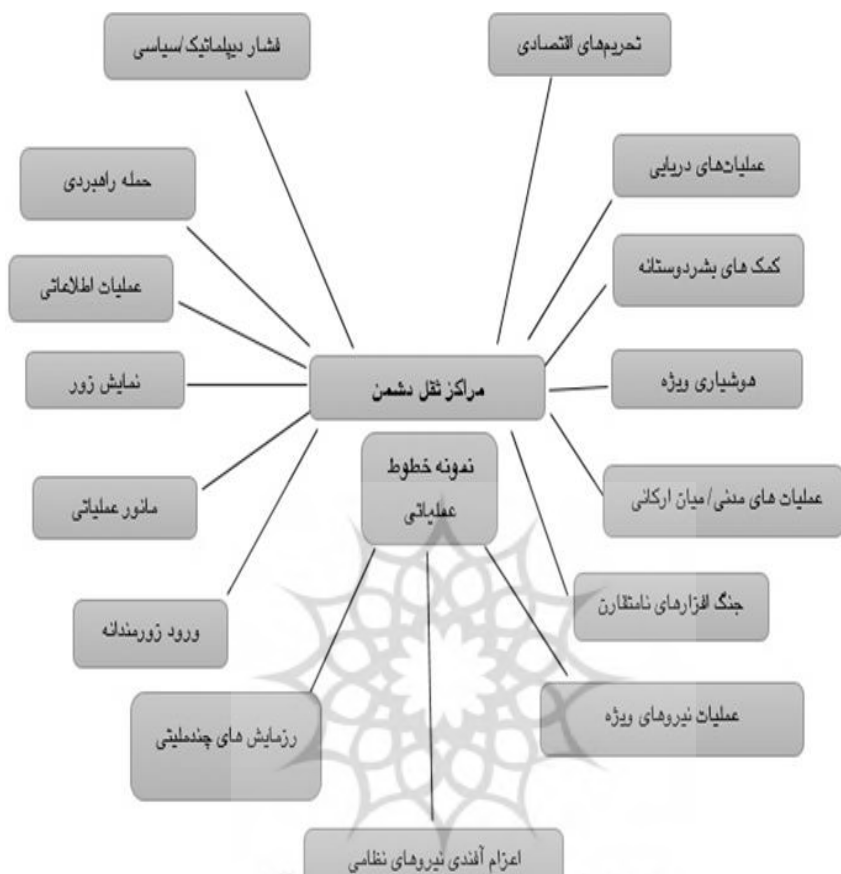 فشار دیپلماتیک/سیاسی
تحریم‌های اقتصادی
عملیات‌های دریایی
حمله راهبردی
کمک های بشردوستانه
عملیات اطلاعاتی
هوشیاری ویژه
نمایش زور
مراکز ثقل دشمن
نمونه خطوط
عملیاتی
عملیات های مدنی/میان ارکانی
مانور عملیاتی
جنگ افزارهای نامتقارن
ورود زورمندانه
عملیات نیروهای ویژه
رزمایش های چندملیتی
اعزام آفندی نیروهای نظامی